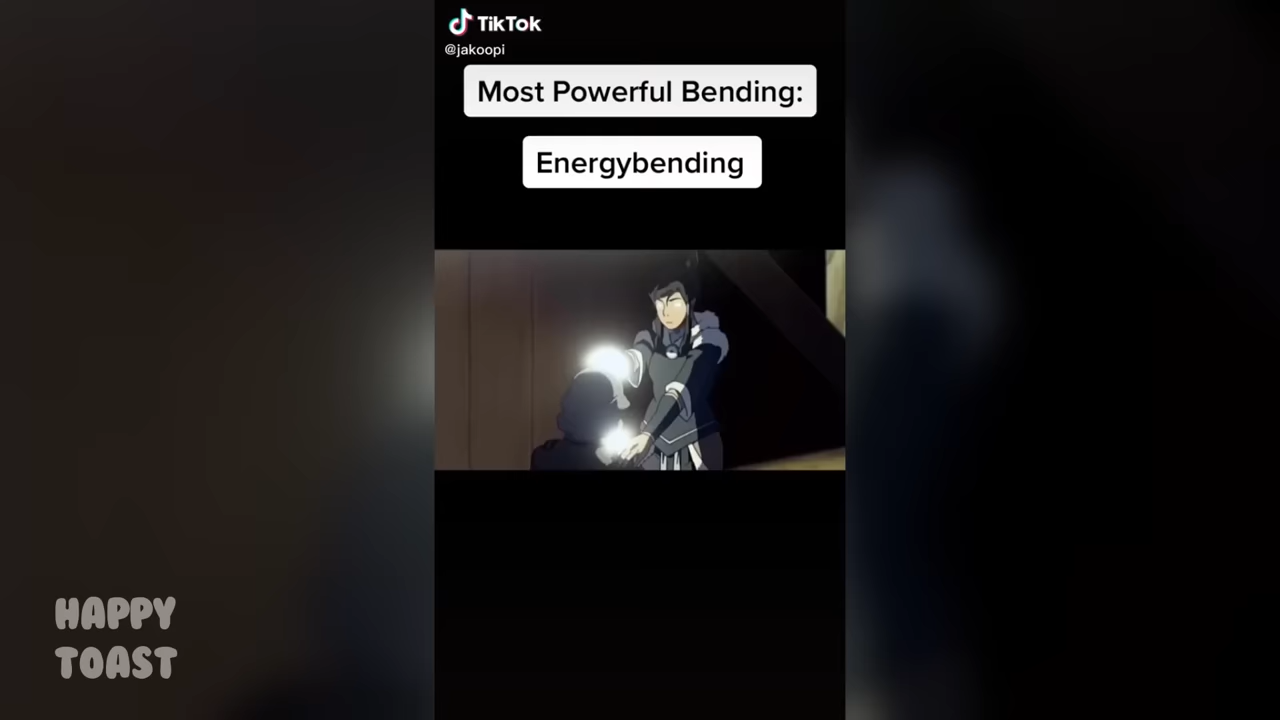 TikTok
@jakoopi
Most Powerful Bending:
Energybending
HAPPY
TOAST